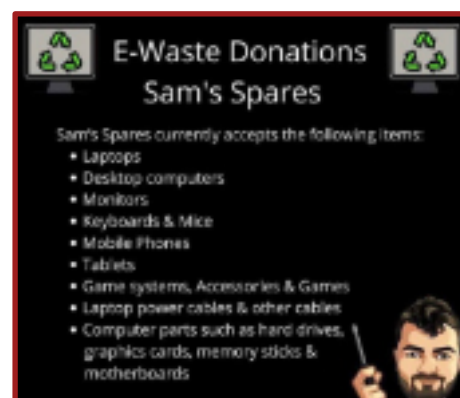 E-Waste Donations
Sam's Spares
Sam's Spares currently accepts the following items:
• Laptops
• Desktop computers
• Monitors
• Keyboards & Mice
• Mobile Phones
• Tablets
• Game systems, Accessories & Games
• Laptop power cables & other cables
• Computer parts such as hard drives,
graphics cards, memory sticks &
motherboards